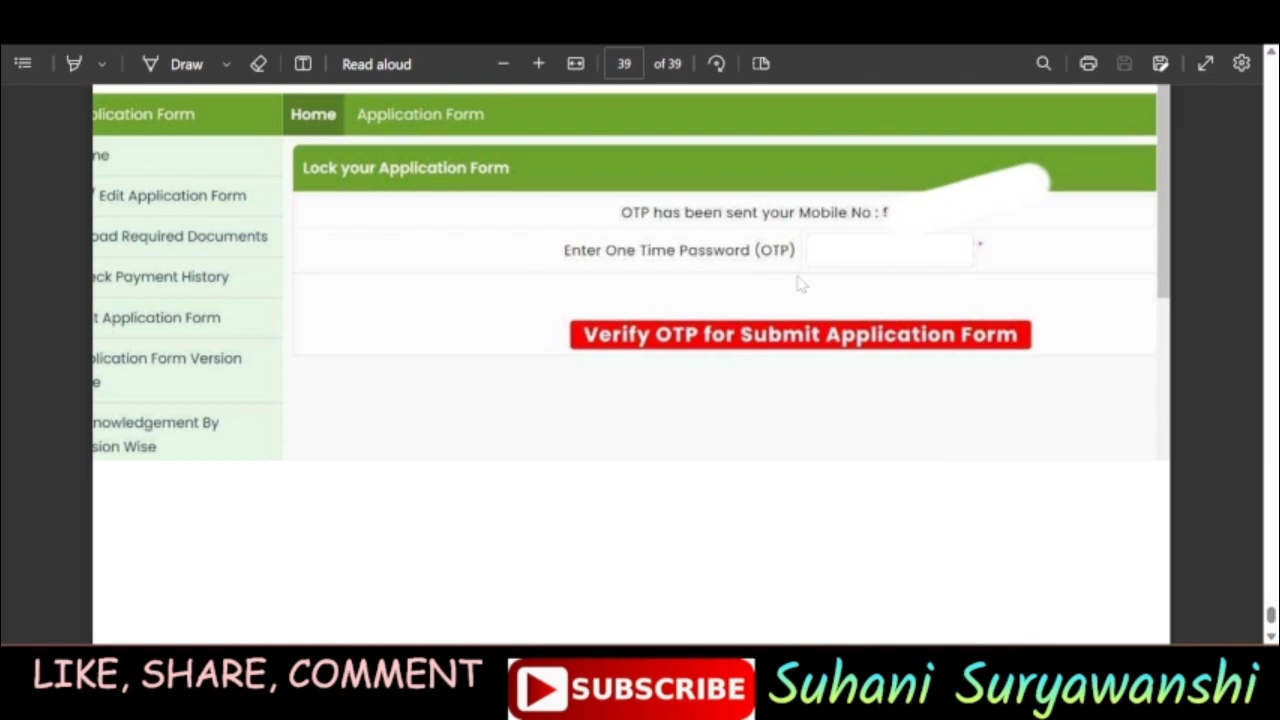 Draw
Read aloud
39 of 39
plication Form
Home Application Form
me
Edit Application Form
Lock your Application Form
oad Required Documents
OTP has been sent your Mobile No :
Enter One Time Password (OTP) *
eck Payment History
t Application Form
Verify OTP for Submit Application Form
plication Form Version
e
nowledgement By
sion Wise
LIKE, SHARE, COMMENT
SUBSCRIBE
Suhani Suryawanshi